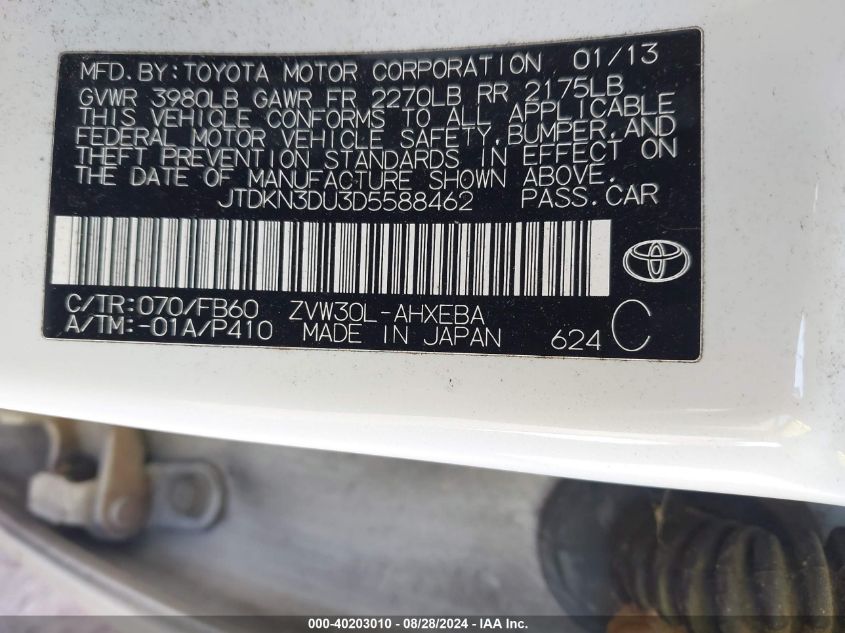 MFD. BY: TOYOTA MOTOR CORPORATION 01/13
GVWR 3980LB GAWR FR 2270LB RR 2175LB
THIS VEHICLE CONFORMS TO ALL APPLICABLE
FEDERAL MOTOR VEHICLE SAFETY, BUMPER, AND
THEFT PREVENTION STANDARDS IN EFFECT ON
THE DATE OF MANUFACTURE SHOWN ABOVE.
JTDKN3DU3D5588462 PASS. CAR
C/TR: 070/FB60 ZVW30L-AHXEBA
A/TM: -01A/P410 MADE IN JAPAN 624 C
000-40203010 - 08/28/2024 - IAA Inc.